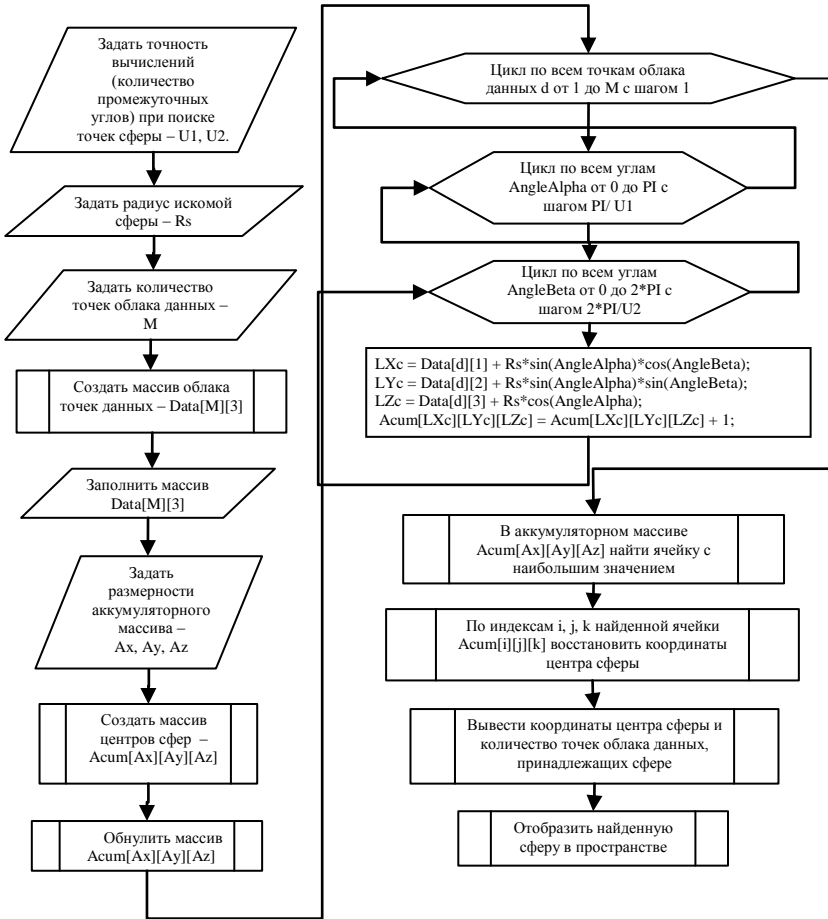 Задать точность
вычислений
(количество
промежуточных
углов) при поиске
точек сферы – U1, U2.
Задать радиус искомой
сферы – Rs
Задать количество
точек облака данных –
M
Создать массив облака
точек данных – Data[M][3]
Заполнить массив
Data[M][3]
Задать
размерности
аккумуляторного
массива –
Ax, Ay, Az
Создать массив
центров сфер –
Acum[Ax][Ay][Az]
Обнулить массив
Acum[Ax][Ay][Az]
Цикл по всем точкам облака
данных d от 1 до M с шагом 1
Цикл по всем углам
AngleAlpha от 0 до PI с
шагом PI/ U1
Цикл по всем углам
AngleBeta от 0 до 2*PI с
шагом 2*PI/U2
LXc = Data[d][1] + Rs*sin(AngleAlpha)*cos(AngleBeta);
LYc = Data[d][2] + Rs*sin(AngleAlpha)*sin(AngleBeta);
LZc = Data[d][3] + Rs*cos(AngleAlpha);
Acum[LXc][LYc][LZc] = Acum[LXc][LYc][LZc] + 1;
В аккумуляторном массиве
Acum[Ax][Ay][Az] найти ячейку с
наибольшим значением
По индексам i, j, k найденной ячейки
Acum[i][j][k] восстановить координаты
центра сферы
Вывести координаты центра сферы и
количество точек облака данных,
принадлежащих сфере
Отобразить найденную
сферу в пространстве